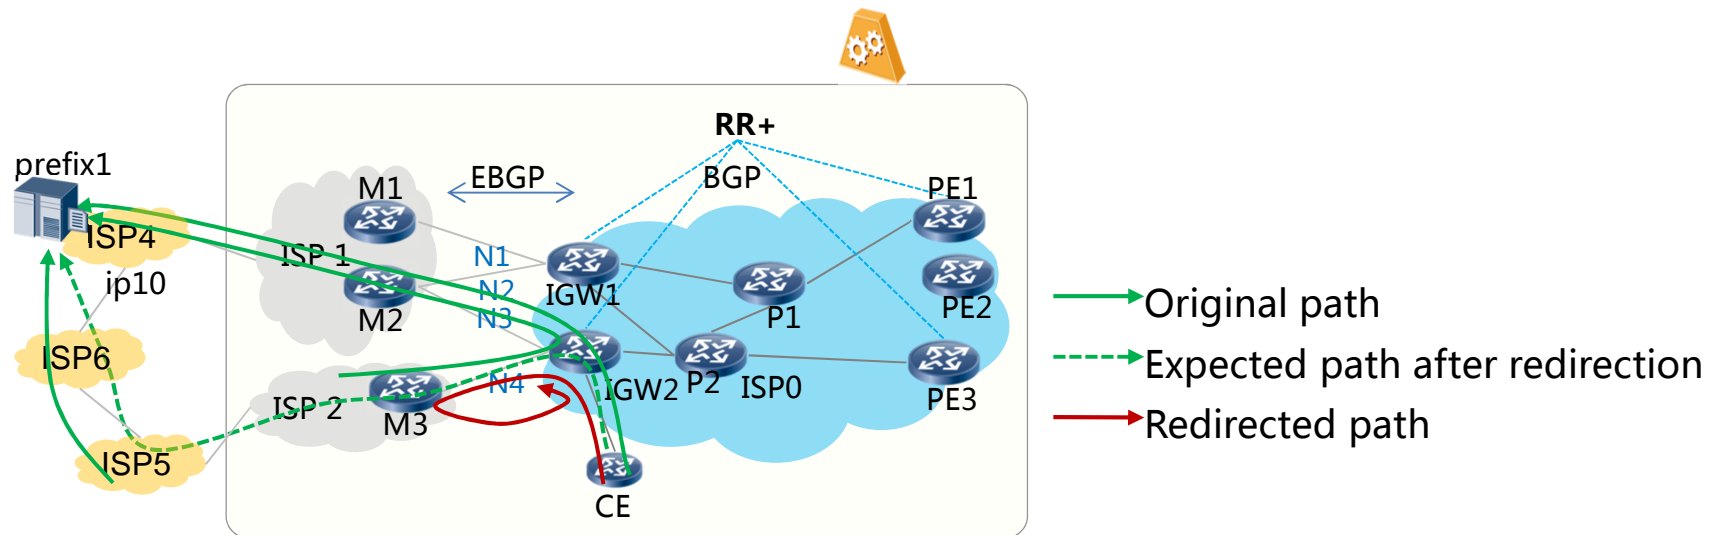 RR+
prefix1
M1
EBGP
BGP
PE1
ISP4
ISP 1
N1
ip10
N2
IGW1
PE2
M2
N3
P1
Original path
ISP6
Expected path after redirection
N4
IGW2
P2
ISP0
PE3
ISP 2
M3
Redirected path
ISP5
CE